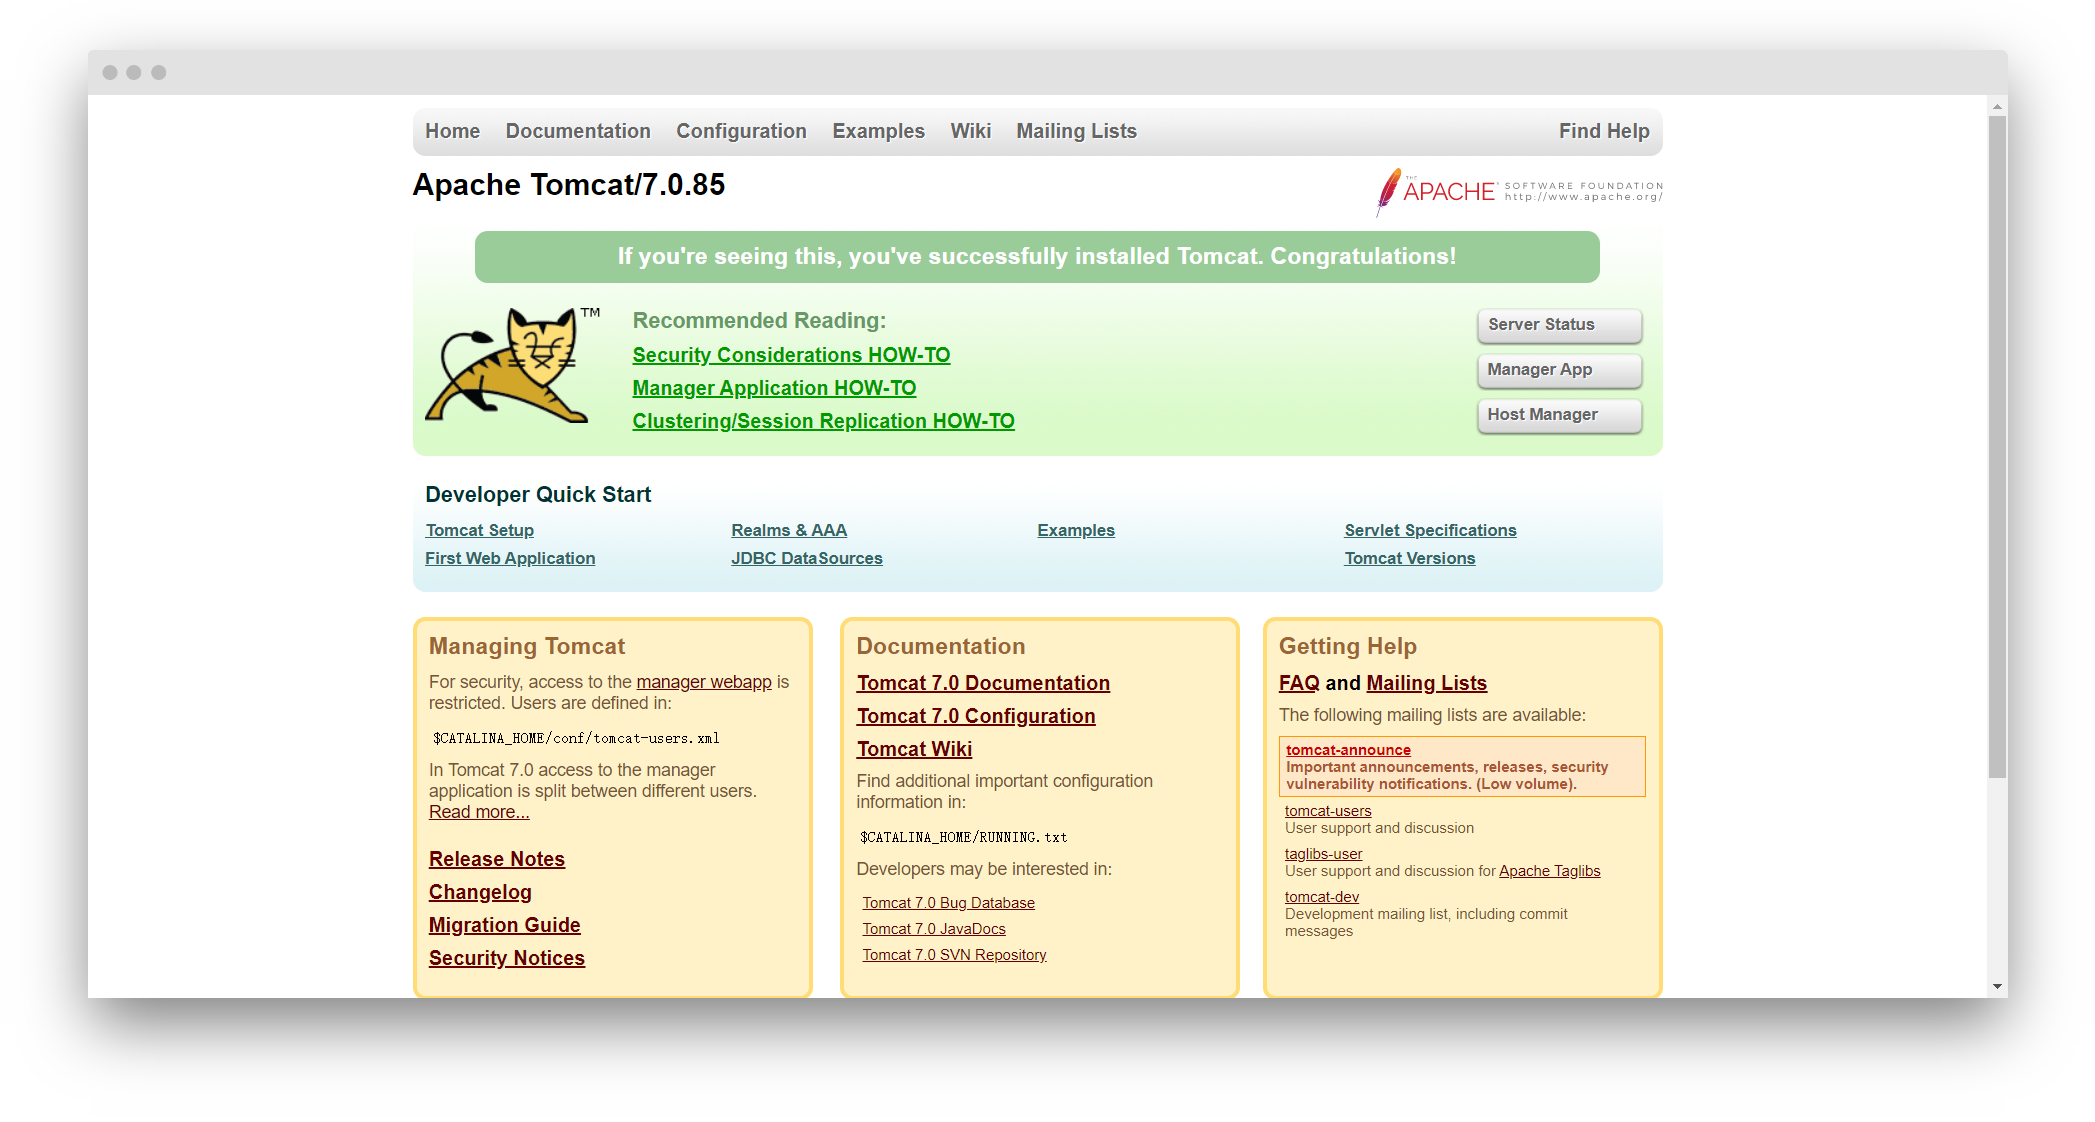 Home Documentation Configuration Examples Wiki Mailing Lists Find Help
Apache Tomcat/7.0.85
THE APACHE® SOFTWARE FOUNDATION
http://www.apache.org/
If you're seeing this, you've successfully installed Tomcat. Congratulations!
TM
Recommended Reading:
Security Considerations HOW-TO
Manager Application HOW-TO
Clustering/Session Replication HOW-TO
Server Status
Manager App
Host Manager
Developer Quick Start
Tomcat Setup
First Web Application
Realms & AAA
JDBC DataSources
Examples
Servlet Specifications
Tomcat Versions
Managing Tomcat
For security, access to the manager webapp is
restricted. Users are defined in:
$CATALINA_HOME/conf/tomcat-users.xml
In Tomcat 7.0 access to the manager
application is split between different users.
Read more...
Release Notes
Changelog
Migration Guide
Security Notices
Documentation
Tomcat 7.0 Documentation
Tomcat 7.0 Configuration
Tomcat Wiki
Find additional important configuration
information in:
$CATALINA_HOME/RUNNING.txt
Developers may be interested in:
Tomcat 7.0 Bug Database
Tomcat 7.0 JavaDocs
Tomcat 7.0 SVN Repository
Getting Help
FAQ and Mailing Lists
The following mailing lists are available:
tomcat-announce
Important announcements, releases, security
vulnerability notifications. (Low volume).
tomcat-users
User support and discussion
taglibs-user
User support and discussion for Apache Taglibs
tomcat-dev
Development mailing list, including commit
messages